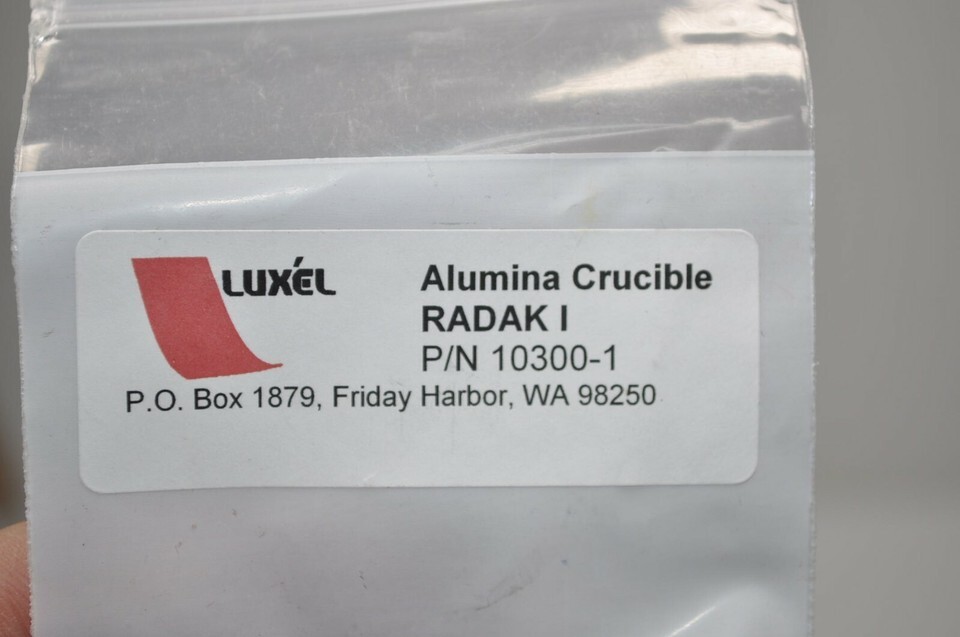 LUXÉL
Alumina Crucible
RADAK I
P/N 10300-1
P.O. Box 1879, Friday Harbor, WA 98250